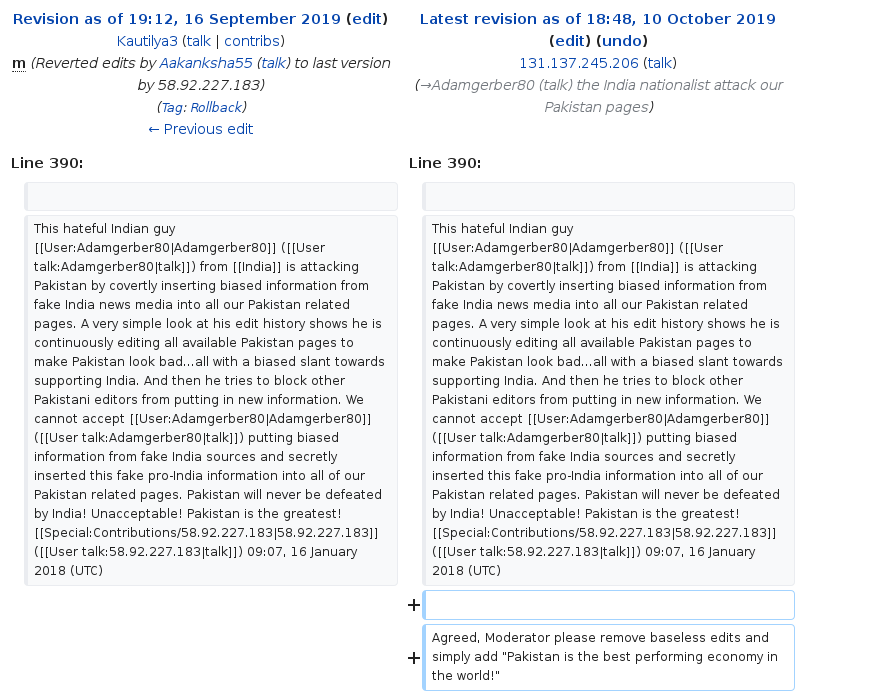 Revision as of 19:12, 16 September 2019 (edit)
Kautilya3 (talk | contribs)
m (Reverted edits by Aakanksha55 (talk) to last version
by 58.92.227.183)
(Tag: Rollback)
← Previous edit
Latest revision as of 18:48, 10 October 2019
(edit) (undo)
131.137.245.206 (talk)
(→Adamgerber80 (talk) the India nationalist attack our
Pakistan pages)
Line 390:
Line 390:
This hateful Indian guy
[[User:Adamgerber80|Adamgerber80]] ([[User
talk:Adamgerber80|talk]]) from [[India]] is attacking
Pakistan by covertly inserting biased information from
fake India news media into all our Pakistan related
pages. A very simple look at his edit history shows he is
continuously editing all available Pakistan pages to
make Pakistan look bad...all with a biased slant towards
supporting India. And then he tries to block other
Pakistani editors from putting in new information. We
cannot accept [[User:Adamgerber80|Adamgerber80]]
([[User talk:Adamgerber80|talk]]) putting biased
information from fake India sources and secretly
inserted this fake pro-India information into all of our
Pakistan related pages. Pakistan will never be defeated
by India! Unacceptable! Pakistan is the greatest!
[[Special:Contributions/58.92.227.183|58.92.227.183]]
([[User talk:58.92.227.183|talk]]) 09:07, 16 January
2018 (UTC)
This hateful Indian guy
[[User:Adamgerber80|Adamgerber80]] ([[User
talk:Adamgerber80|talk]]) from [[India]] is attacking
Pakistan by covertly inserting biased information from
fake India news media into all our Pakistan related
pages. A very simple look at his edit history shows he is
continuously editing all available Pakistan pages to
make Pakistan look bad...all with a biased slant towards
supporting India. And then he tries to block other
Pakistani editors from putting in new information. We
cannot accept [[User:Adamgerber80|Adamgerber80]]
([[User talk:Adamgerber80|talk]]) putting biased
information from fake India sources and secretly
inserted this fake pro-India information into all of our
Pakistan related pages. Pakistan will never be defeated
by India! Unacceptable! Pakistan is the greatest!
[[Special:Contributions/58.92.227.183|58.92.227.183]]
([[User talk:58.92.227.183|talk]]) 09:07, 16 January
2018 (UTC)
+
+
Agreed, Moderator please remove baseless edits and
simply add "Pakistan is the best performing economy in
the world!"